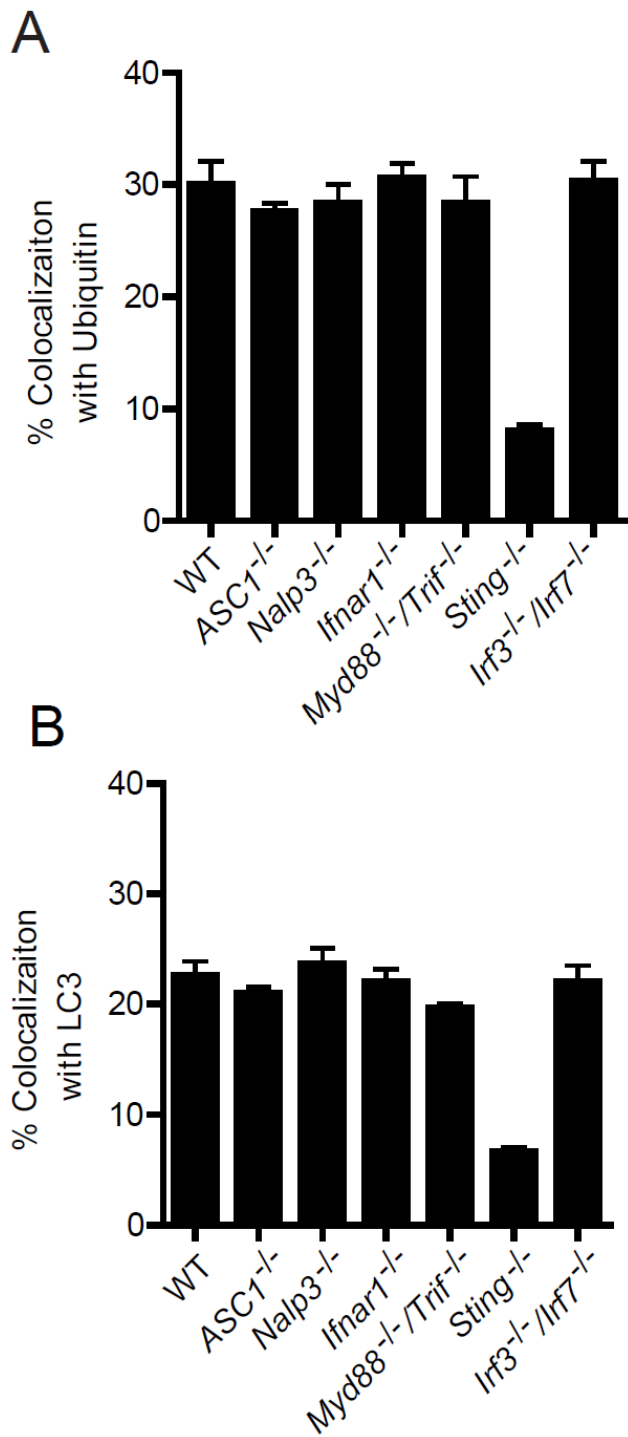 A
% Colocalizaiton
with Ubiquitin
40
30
20
10
0
WT
ASC1-/-
Nalp3-/-
Ifnar1-/-
Myd88-/-/Trif-/-
Sting-/-
Irf3-/-/Irf7-/-
B
% Colocalizaiton
with LC3
40
30
20
10
0
WT
ASC1-/-
Nalp3-/-
Ifnar1-/-
Myd88-/-/Trif-/-
Sting-/-
Irf3-/-/Irf7-/-